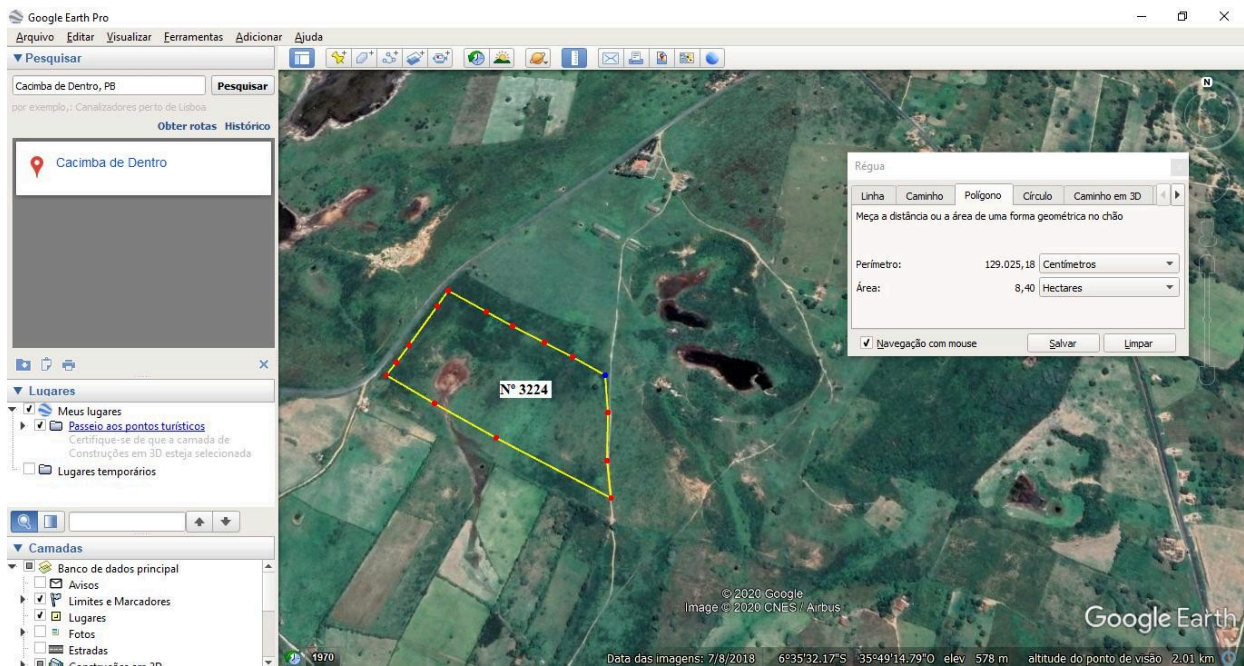 Google Earth Pro
Arquivo Editar Visualizar Ferramentas Adicionar Ajuda
Pesquisar
Cacimba de Dentro, PB
Pesquisar
por exemplo,: Canalizadores perto de Lisboa
Obter rotas Histórico
Cacimba de Dentro
Lugares
Meus lugares
Passeio aos pontos turísticos
Certifique-se de que a camada de
Construções em 3D esteja selecionada
Lugares temporários
Camadas
Banco de dados principal
Avisos
Limites e Marcadores
Lugares
Fotos
Estradas
Construções em 3D
N
Régua
Linha Caminho Polígono Círculo Caminho em 3D
Meça a distância ou a área de uma forma geométrica no chão
Perímetro: 129.025,18 Centímetros
Área: 8,40 Hectares
Navegação com mouse Salvar Limpar
Nº 3224
© 2020 Google
Image © 2020 CNES / Airbus
Google Earth
1970
Data das imagens: 7/8/2018 6°35'32.17"S 35°49'14.79"O elev 578 m altitude do ponto de visão 2.01 km